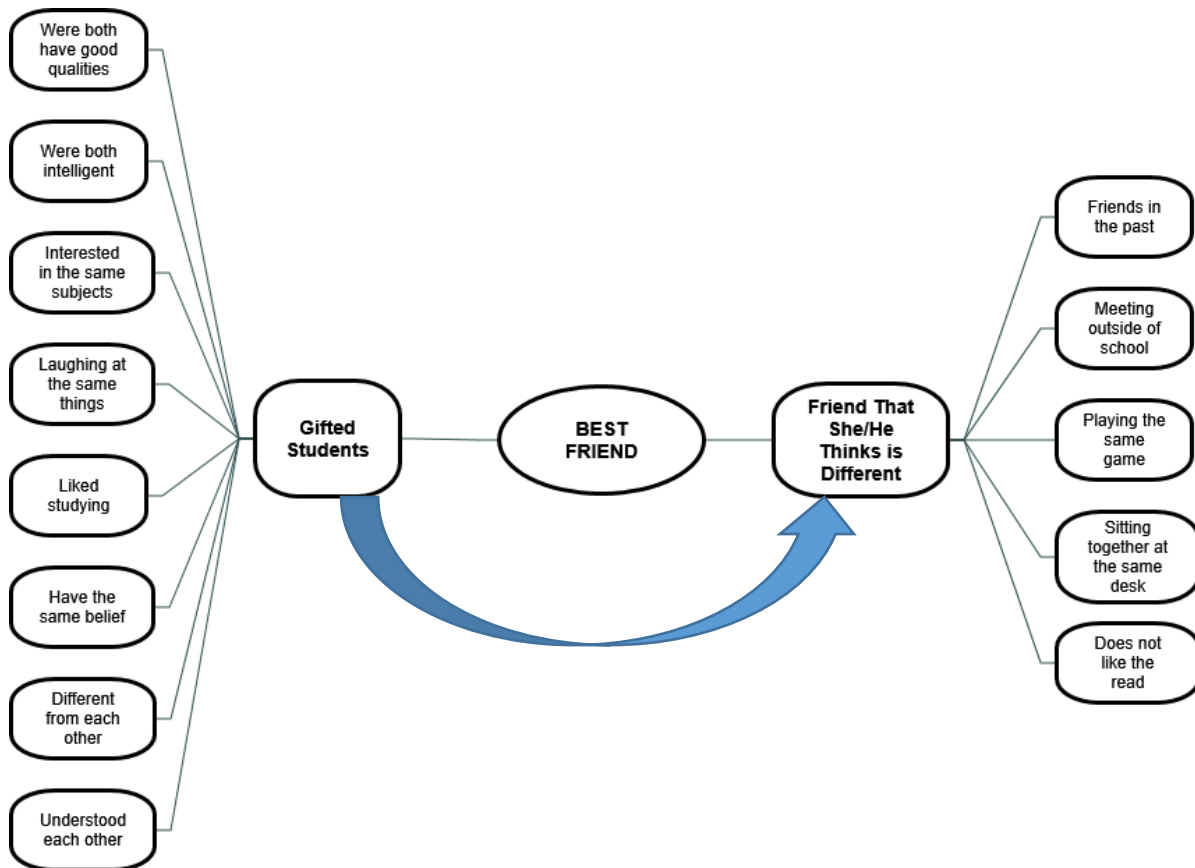 Were both
have good
qualities
Were both
intelligent
Interested
in the same
subjects
Laughing at
the same
things
Liked
studying
Have the
same belief
Different
from each
other
Understood
each other
Gifted
Students
BEST
FRIEND
Friend That
She/He
Thinks is
Different
Friends in
the past
Meeting
outside of
school
Playing the
same
game
Sitting
together at
the same
desk
Does not
like the
read